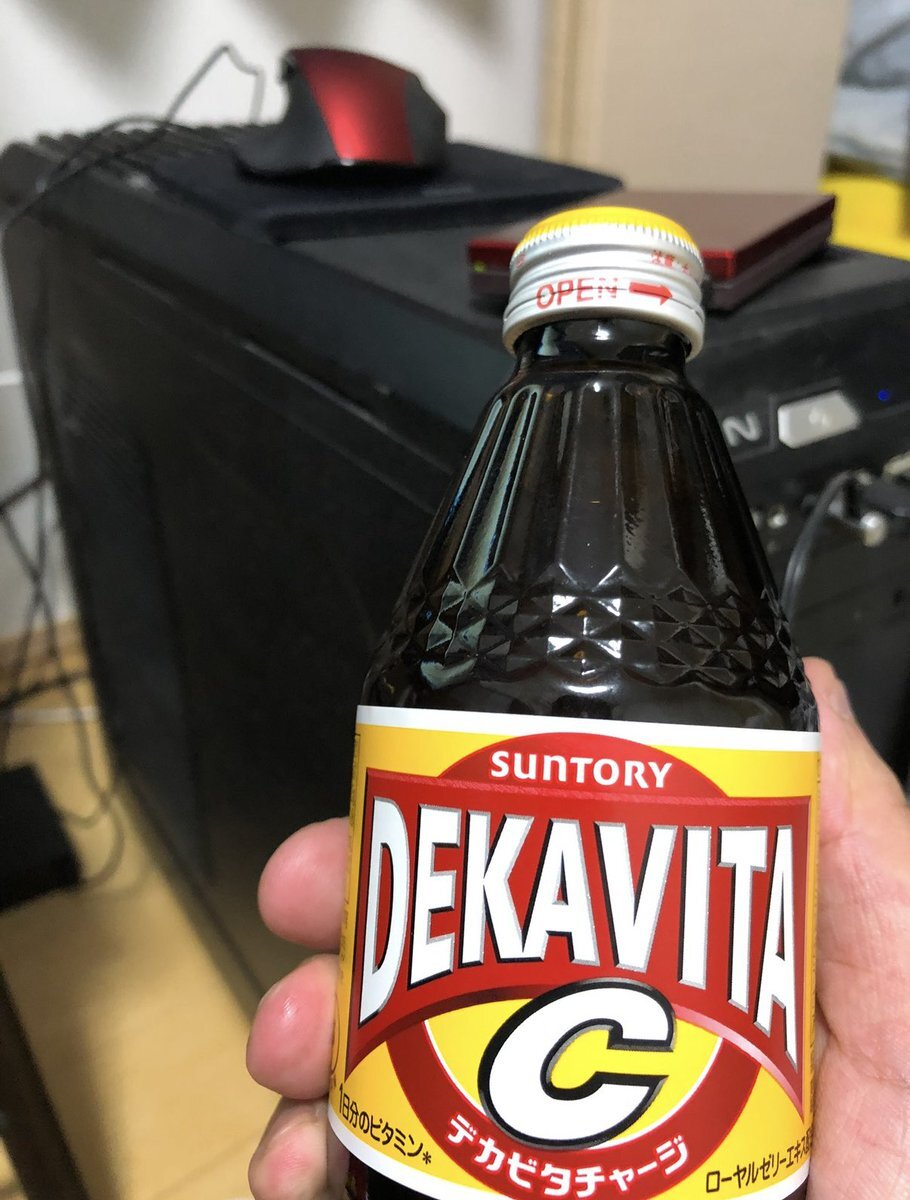 OPEN →
SUNTORY
DEKAVITA
C
デカビタチャージ
1日分のビタミン*
ローヤルゼリーエキス